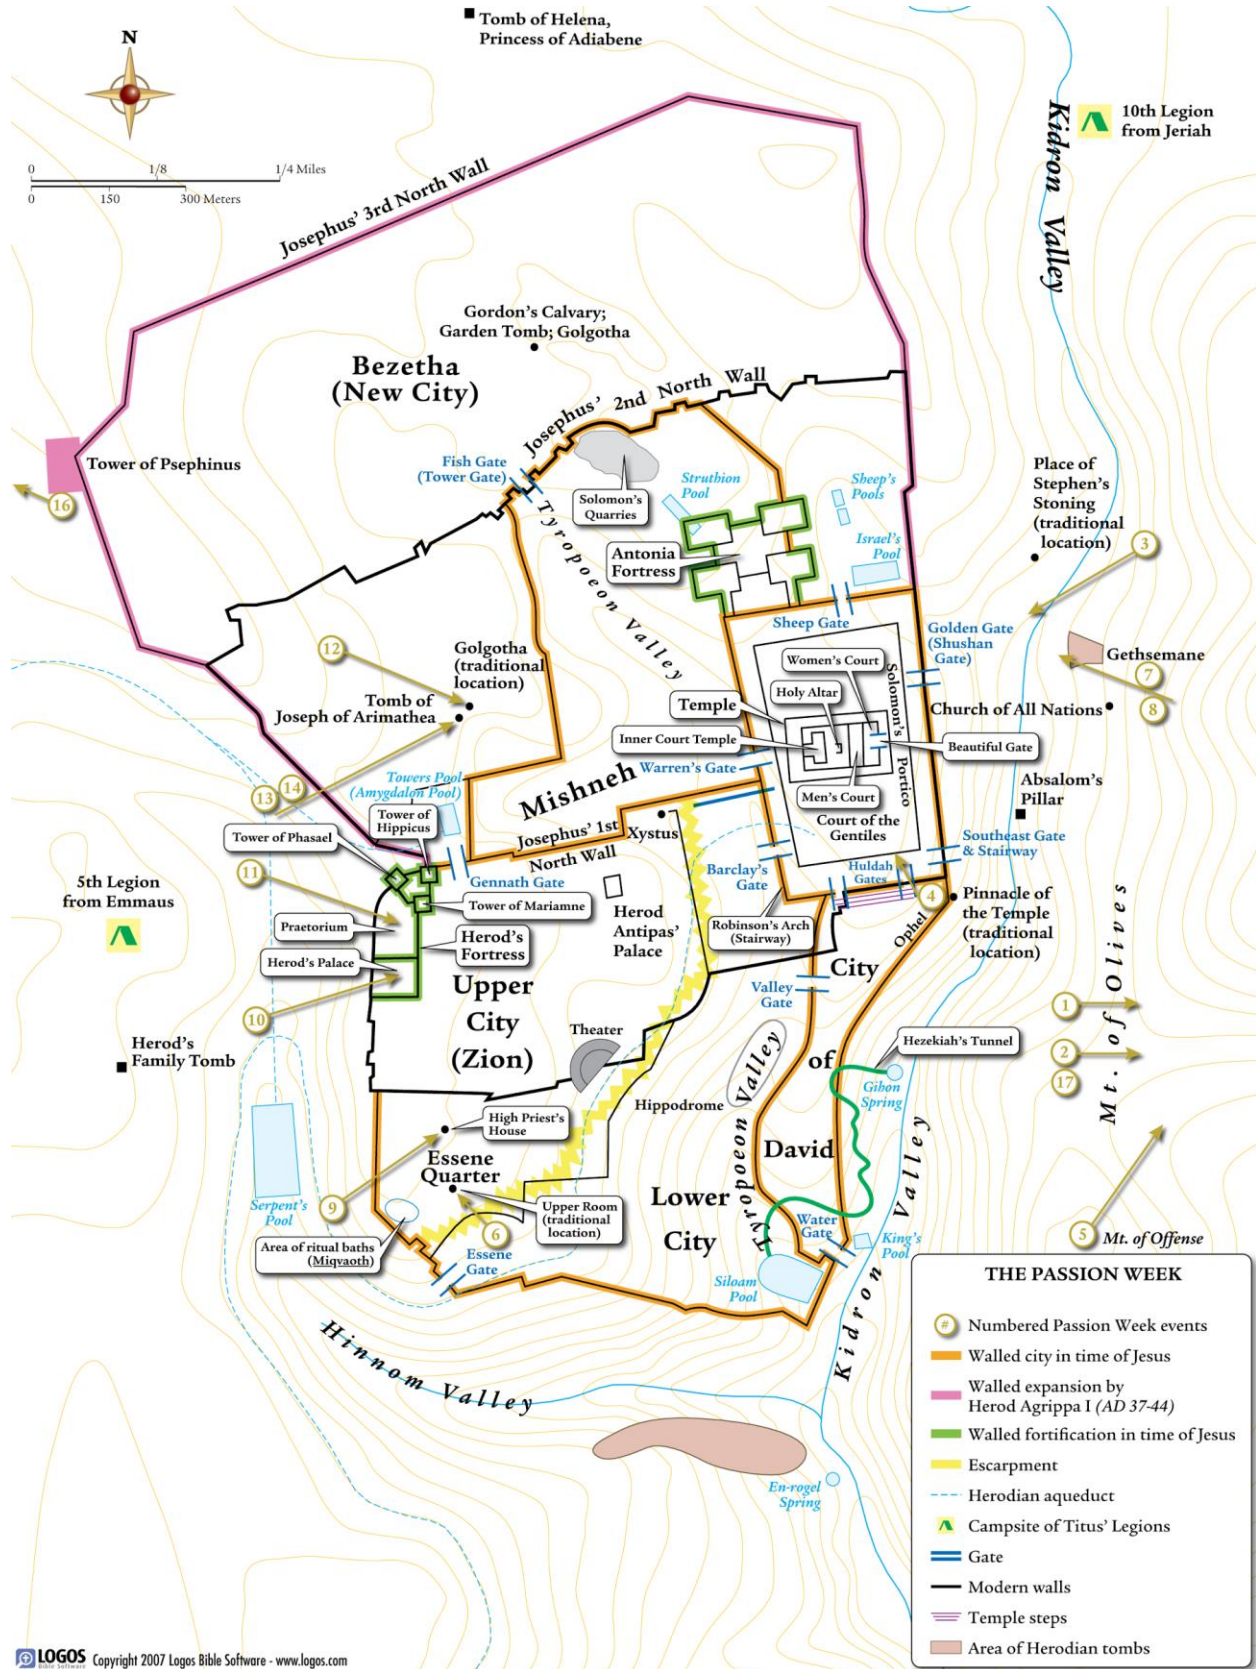 Tomb of Helena,
Princess of Adiabene
N
10th Legion
from Jeriah
Kidron Valley
0 1/8 1/4 Miles
0 150 300 Meters
Josephus' 3rd North Wall
Gordon's Calvary;
Garden Tomb; Golgotha
Bezetha
(New City)
Josephus' 2nd North Wall
Tower of Psephinus
16
Fish Gate
(Tower Gate)
Solomon's
Quarries
Struthion
Pool
Sheep's
Pools
Place of
Stephen's
Stoning
(traditional
location)
Tyropoeon Valley
Antonia
Fortress
Israel's
Pool
3
Sheep Gate
Golden Gate
(Shushan
Gate)
Gethsemane
7
8
12
Golgotha
(traditional
location)
Tomb of
Joseph of Arimathea
Women's Court
Holy Altar
Solomon's Portico
Temple
Church of All Nations
Inner Court Temple
Beautiful Gate
Warren's Gate
Mishneh
Men's Court
Court of the
Gentiles
Absalom's
Pillar
13
14
Towers Pool
(Amygdalon Pool)
Tower of
Hippicus
Tower of Phasael
Josephus' 1st
North Wall
Xystus
Southeast Gate
& Stairway
Barclay's
Gate
Huldah
Gates
11
Gennath Gate
5th Legion
from Emmaus
Tower of Mariamne
Herod
Antipas'
Palace
4
Pinnacle of
the Temple
(traditional
location)
Praetorium
Herod's
Fortress
Robinson's Arch
(Stairway)
Ophel
Herod's Palace
City
of
David
Upper
City
(Zion)
Valley
Gate
1
10
Mt. of Olives
Theater
Herod's
Family Tomb
Hezekiah's Tunnel
2
17
Gihon
Spring
Tyropoeon Valley
Hippodrome
High Priest's
House
Essene
Quarter
Kidron Valley
Serpent's
Pool
9
Lower
City
Upper Room
(traditional
location)
6
Water
Gate
King's
Pool
5
Mt. of Offense
Area of ritual baths
(Miqvaoth)
Essene
Gate
Siloam
Pool
Hinnom Valley
En-rogel
Spring
THE PASSION WEEK
# Numbered Passion Week events
Walled city in time of Jesus
Walled expansion by
Herod Agrippa I (AD 37-44)
Walled fortification in time of Jesus
Escarpment
Herodian aqueduct
Campsite of Titus' Legions
Gate
Modern walls
Temple steps
Area of Herodian tombs
LOGOS
Bible Software
Copyright 2007 Logos Bible Software - www.logos.com